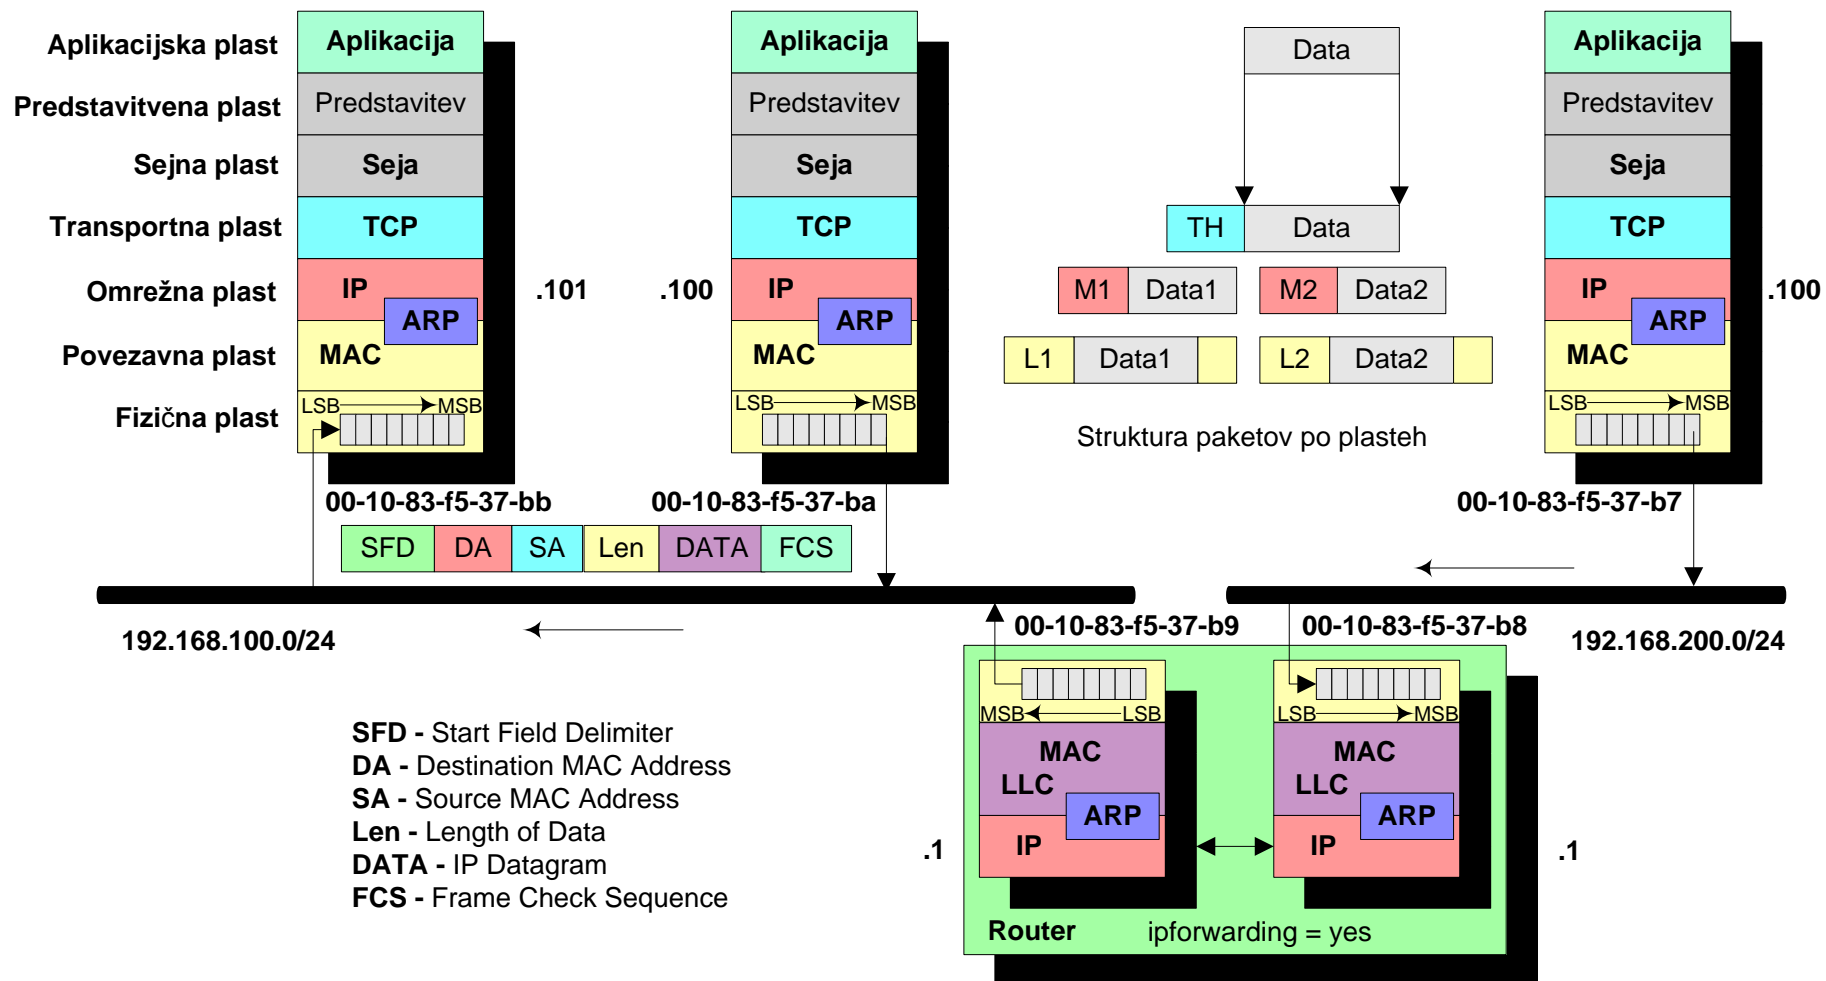 Aplikacijska plast
Predstavitvena plast
Sejna plast
Transportna plast
Omrežna plast
Povezavna plast
Fizična plast
Aplikacija
Predstavitev
Seja
TCP
IP
ARP
MAC
LSB MSB
.101
00-10-83-f5-37-bb
Aplikacija
Predstavitev
Seja
TCP
.100
IP
ARP
MAC
LSB MSB
00-10-83-f5-37-ba
Data
TH Data
M1 Data1 M2 Data2
L1 Data1 L2 Data2
Struktura paketov po plasteh
Aplikacija
Predstavitev
Seja
TCP
IP
.100
ARP
MAC
LSB MSB
00-10-83-f5-37-b7
SFD DA SA Len DATA FCS
192.168.100.0/24
00-10-83-f5-37-b9
00-10-83-f5-37-b8
192.168.200.0/24
SFD - Start Field Delimiter
DA - Destination MAC Address
SA - Source MAC Address
Len - Length of Data
DATA - IP Datagram
FCS - Frame Check Sequence
MSB LSB
MAC
LLC
ARP
IP
.1
LSB MSB
MAC
LLC
ARP
IP
.1
Router ipforwarding = yes